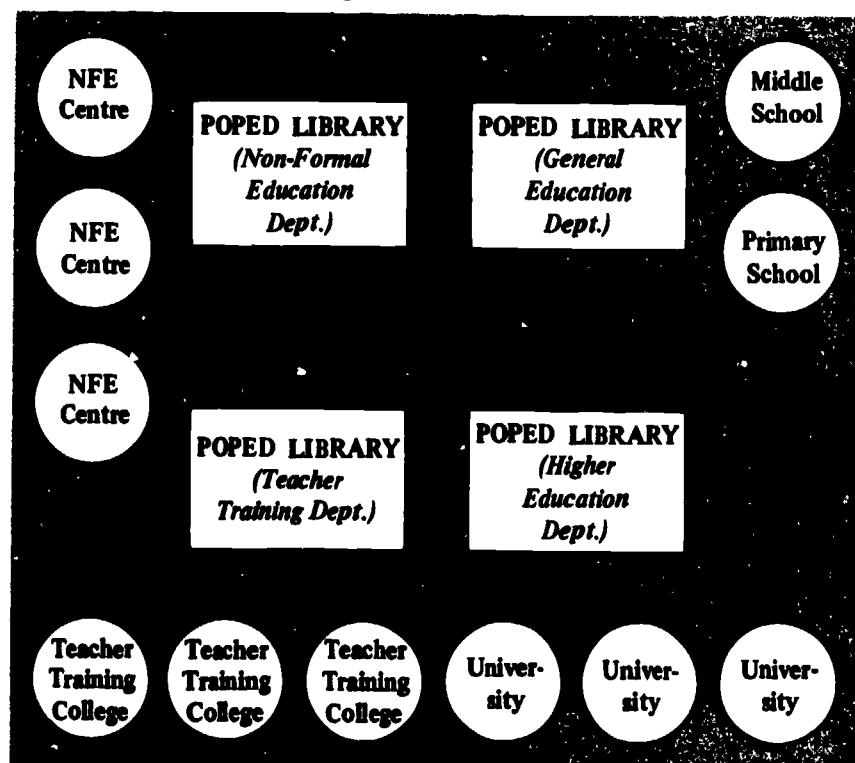 NFE
Centre
POPED LIBRARY
(Non-Formal
Education
Dept.)
POPED LIBRARY
(General
Education
Dept.)
Middle
School
NFE
Centre
Primary
School
NFE
Centre
POPED LIBRARY
(Teacher
Training Dept.)
POPED LIBRARY
(Higher
Education
Dept.)
Teacher
Training
College
Teacher
Training
College
Teacher
Training
College
Univer-
sity
Univer-
sity
Univer-
sity